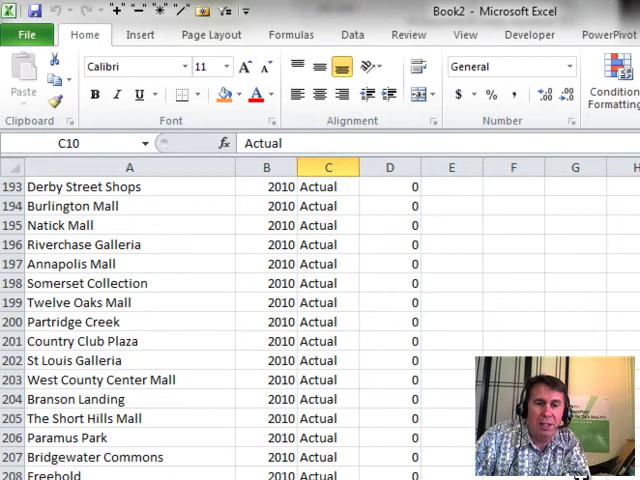 Book2 - Microsoft Excel
File Home Insert Page Layout Formulas Data Review View Developer PowerPivot
Paste
Calibri 11
B I U A
General
$ % ,
Conditional
Formatting
Clipboard Font Alignment Number
C10 fx Actual
A B C D E F G H
193 Derby Street Shops 2010 Actual 0
194 Burlington Mall 2010 Actual 0
195 Natick Mall 2010 Actual 0
196 Riverchase Galleria 2010 Actual 0
197 Annapolis Mall 2010 Actual 0
198 Somerset Collection 2010 Actual 0
199 Twelve Oaks Mall 2010 Actual 0
200 Partridge Creek 2010 Actual 0
201 Country Club Plaza 2010 Actual 0
202 St Louis Galleria 2010 Actual 0
203 West County Center Mall 2010 Actual 0
204 Branson Landing 2010 Actual 0
205 The Short Hills Mall 2010 Actual 0
206 Paramus Park 2010 Actual
207 Bridgewater Commons 2010 Actual 0
208 Freehold 2010 Actual 0